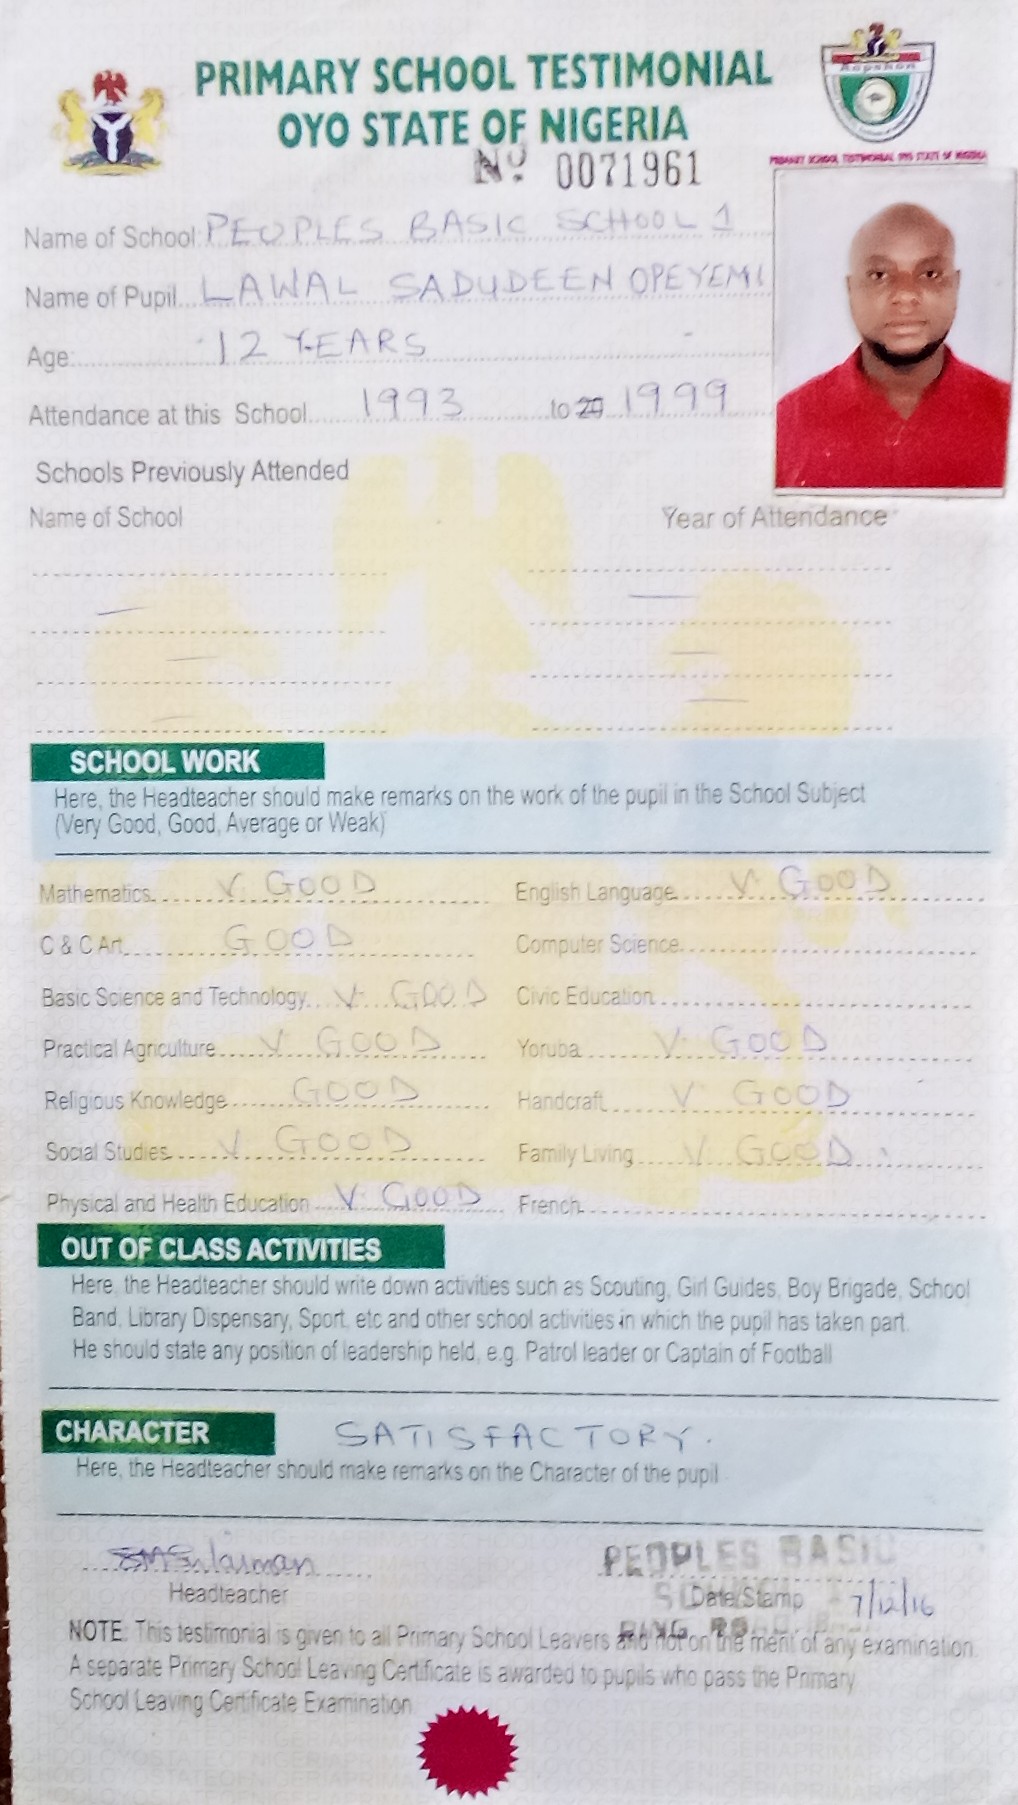 PRIMARY SCHOOL TESTIMONIAL
OYO STATE OF NIGERIA
Nº 0071961
PRIMARY SCHOOL TESTIMONIAL OYO STATE OF NIGERIA
Name of School: PEOPLES BASIC SCHOOL 1
Name of Pupil LAWAL SADUDEEN OPEYEMI
Age: 12 YEARS
Attendance at this School 1993 to 20 1999
Schools Previously Attended
Name of School Year of Attendance
SCHOOL WORK
Here, the Headteacher should make remarks on the work of the pupil in the School Subject
(Very Good, Good, Average or Weak)
Mathematics V. GOOD English Language V. GOOD
C & C Art GOOD Computer Science
Basic Science and Technology V. GOOD Civic Education
Practical Agriculture V. GOOD Yoruba V. GOOD
Religious Knowledge GOOD Handcraft V. GOOD
Social Studies V. GOOD Family Living V. GOOD
Physical and Health Education V. GOOD French
OUT OF CLASS ACTIVITIES
Here, the Headteacher should write down activities such as Scouting, Girl Guides, Boy Brigade, School
Band, Library Dispensary, Sport, etc and other school activities in which the pupil has taken part.
He should state any position of leadership held, e.g. Patrol leader or Captain of Football
CHARACTER SATISFACTORY.
Here, the Headteacher should make remarks on the Character of the pupil
PEOPLES BASIC
Headteacher Date/Stamp 7/12/16
NOTE: This testimonial is given to all Primary School Leavers and not on the merit of any examination.
A separate Primary School Leaving Certificate is awarded to pupils who pass the Primary
School Leaving Certificate Examination